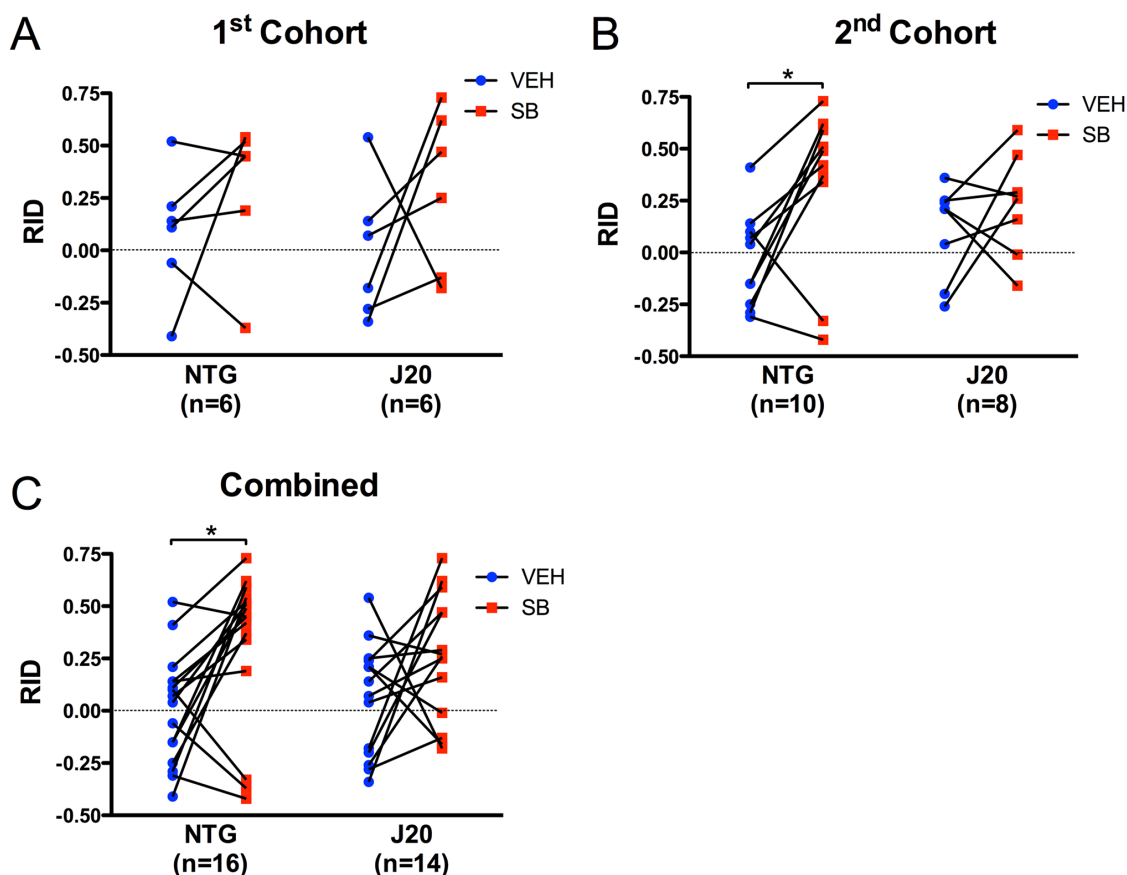 A
1st Cohort
VEH
SB
0.75
0.50
0.25
0.00
-0.25
-0.50
RID
NTG
(n=6)
J20
(n=6)
B
2nd Cohort
*
VEH
SB
0.75
0.50
0.25
0.00
-0.25
-0.50
RID
NTG
(n=10)
J20
(n=8)
C
Combined
*
VEH
SB
0.75
0.50
0.25
0.00
-0.25
-0.50
RID
NTG
(n=16)
J20
(n=14)